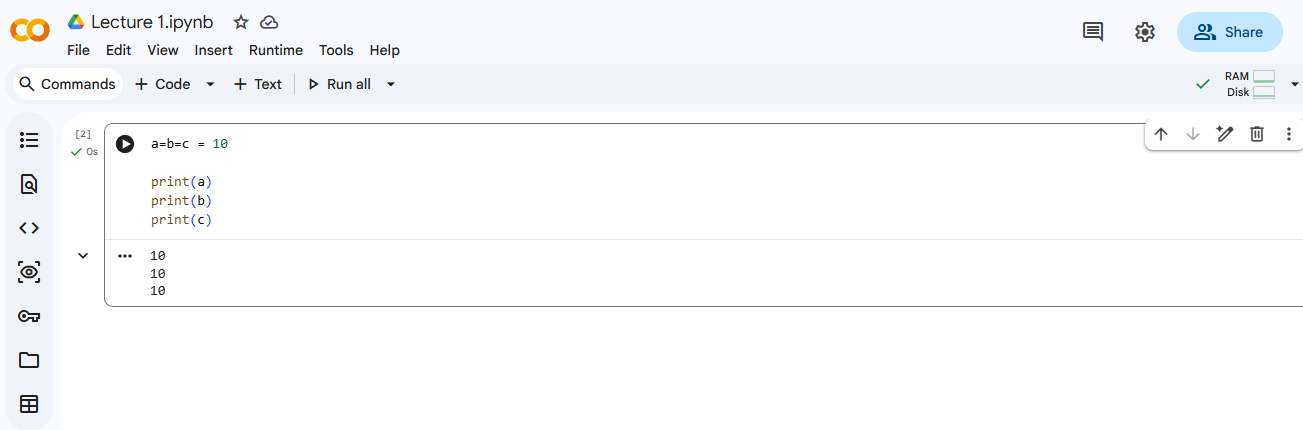 Lecture 1.ipynb
File Edit View Insert Runtime Tools Help
Share
Commands + Code + Text Run all
RAM
Disk
[2]
0s
a=b=c = 10
print(a)
print(b)
print(c)
10
10
10